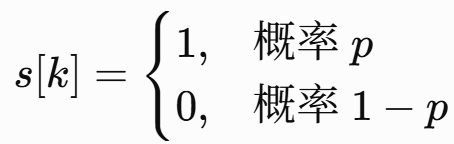 s[k] = { 1, 概率 p
0, 概率 1 − p